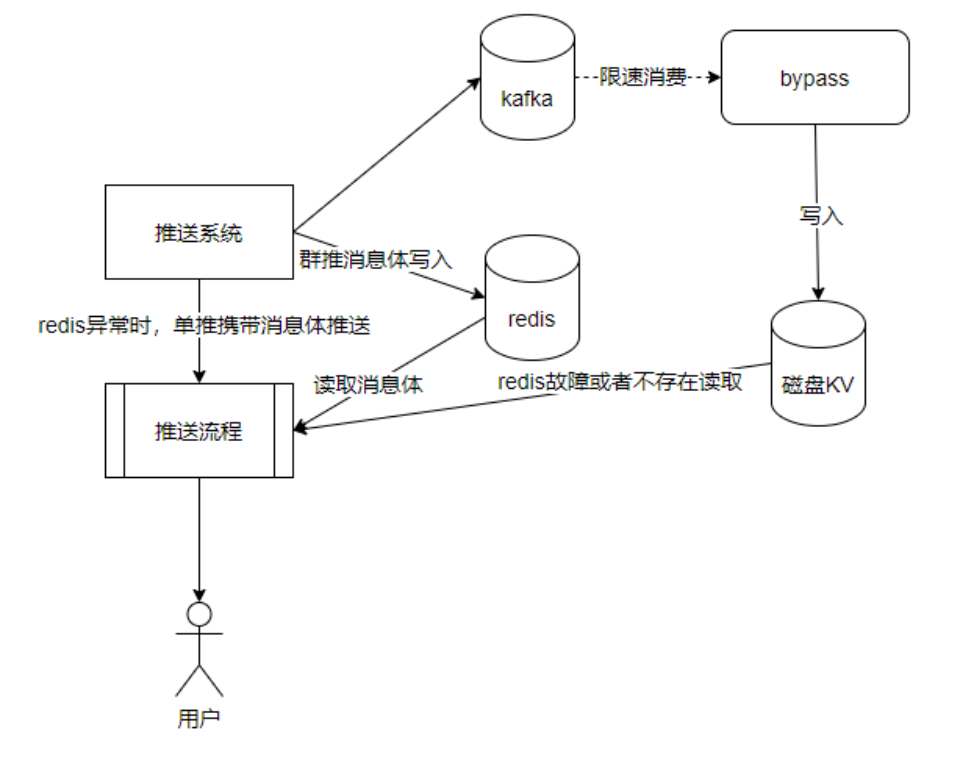 kafka
限速消费
bypass
推送系统
写入
群推消息体写入
redis
redis异常时，单推携带消息体推送
读取消息体
redis故障或者不存在读取
磁盘KV
推送流程
用户